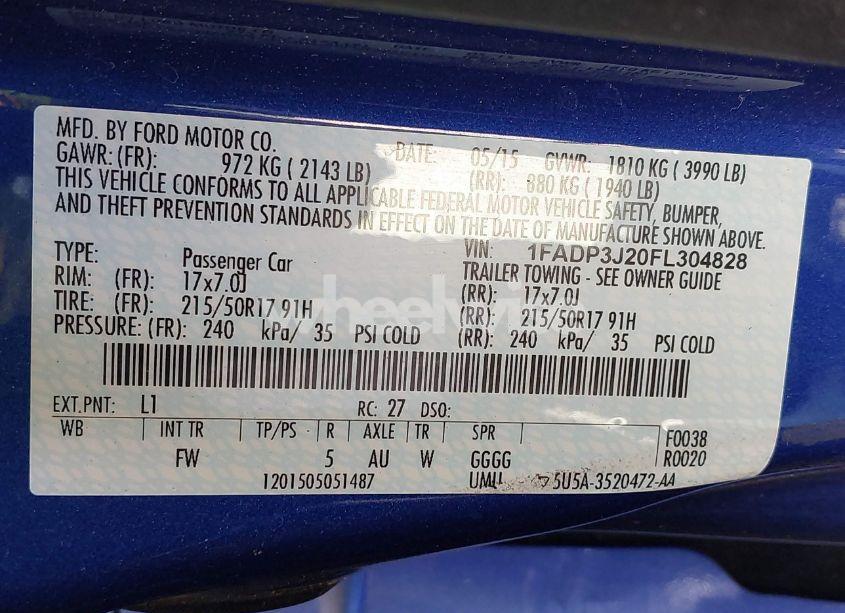 MFD. BY FORD MOTOR CO. DATE: 05/15 GVWR: 1810 KG ( 3990 LB)
GAWR: (FR): 972 KG ( 2143 LB) (RR): 880 KG ( 1940 LB)
THIS VEHICLE CONFORMS TO ALL APPLICABLE FEDERAL MOTOR VEHICLE SAFETY, BUMPER,
AND THEFT PREVENTION STANDARDS IN EFFECT ON THE DATE OF MANUFACTURE SHOWN ABOVE.
VIN: 1FADP3J20FL304828
TYPE: Passenger Car TRAILER TOWING - SEE OWNER GUIDE
RIM: (FR): 17x7.0J (RR): 17x7.0J
TIRE: (FR): 215/50R17 91H (RR): 215/50R17 91H
PRESSURE: (FR): 240 kPa/ 35 PSI COLD (RR): 240 kPa/ 35 PSI COLD
EXT.PNT: L1 RC: 27 DSO:
WB INT TR TP/PS R AXLE TR SPR F0038
FW 5 AU W GGGG R0020
1201505051487 5U5A-3520472-AA